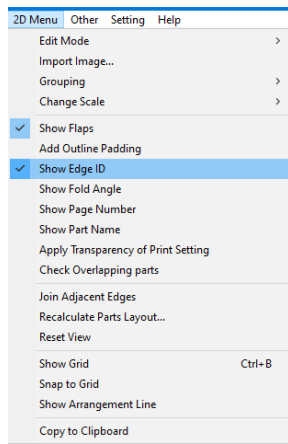 2D Menu Other Setting Help
Edit Mode
Import Image...
Grouping
Change Scale
Show Flaps
Add Outline Padding
Show Edge ID
Show Fold Angle
Show Page Number
Show Part Name
Apply Transparency of Print Setting
Check Overlapping parts
Join Adjacent Edges
Recalculate Parts Layout...
Reset View
Show Grid Ctrl+B
Snap to Grid
Show Arrangement Line
Copy to Clipboard